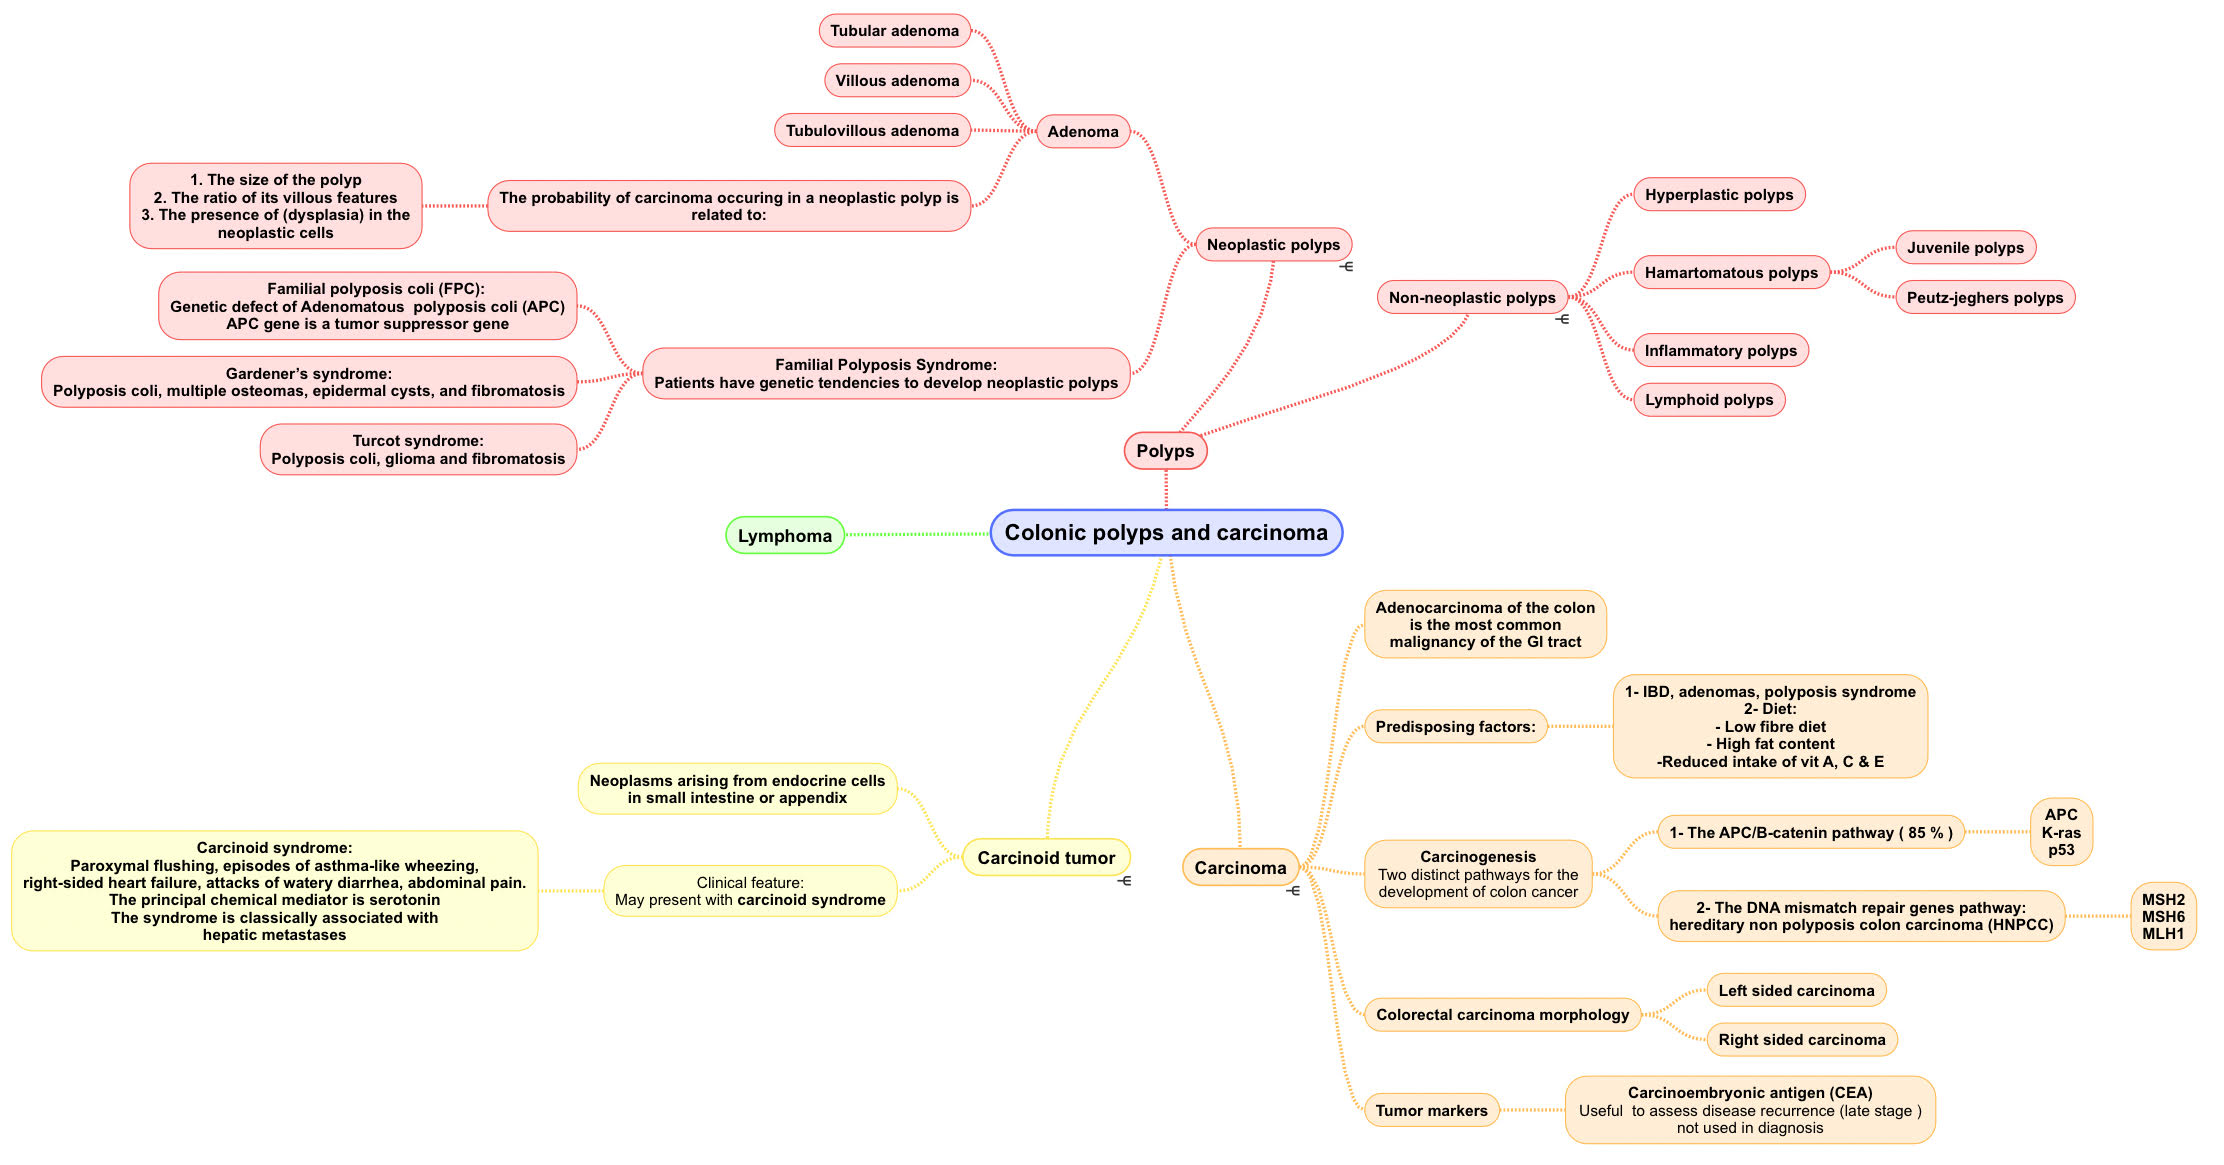 Tubular adenoma
Villous adenoma
Tubulovillous adenoma
Adenoma
1. The size of the polyp
2. The ratio of its villous features
3. The presence of (dysplasia) in the
neoplastic cells
The probability of carcinoma occuring in a neoplastic polyp is
related to:
Neoplastic polyps
Familial polyposis coli (FPC):
Genetic defect of Adenomatous  polyposis coli (APC)
APC gene is a tumor suppressor gene
Gardener’s syndrome:
Polyposis coli, multiple osteomas, epidermal cysts, and fibromatosis
Turcot syndrome:
Polyposis coli, glioma and fibromatosis
Familial Polyposis Syndrome:
Patients have genetic tendencies to develop neoplastic polyps
Hyperplastic polyps
Hamartomatous polyps
Juvenile polyps
Peutz-jeghers polyps
Non-neoplastic polyps
Inflammatory polyps
Lymphoid polyps
Polyps
Lymphoma
Colonic polyps and carcinoma
Neoplasms arising from endocrine cells
in small intestine or appendix
Carcinoid syndrome:
Paroxymal flushing, episodes of asthma-like wheezing,
right-sided heart failure, attacks of watery diarrhea, abdominal pain.
The principal chemical mediator is serotonin
The syndrome is classically associated with
hepatic metastases
Clinical feature:
May present with carcinoid syndrome
Carcinoid tumor
Carcinoma
Adenocarcinoma of the colon
is the most common
malignancy of the GI tract
Predisposing factors:
1- IBD, adenomas, polyposis syndrome
2- Diet:
- Low fibre diet
- High fat content
-Reduced intake of vit A, C & E
Carcinogenesis
Two distinct pathways for the
development of colon cancer
1- The APC/B-catenin pathway ( 85 % )
APC
K-ras
p53
2- The DNA mismatch repair genes pathway:
hereditary non polyposis colon carcinoma (HNPCC)
MSH2
MSH6
MLH1
Colorectal carcinoma morphology
Left sided carcinoma
Right sided carcinoma
Tumor markers
Carcinoembryonic antigen (CEA)
Useful  to assess disease recurrence (late stage )
not used in diagnosis